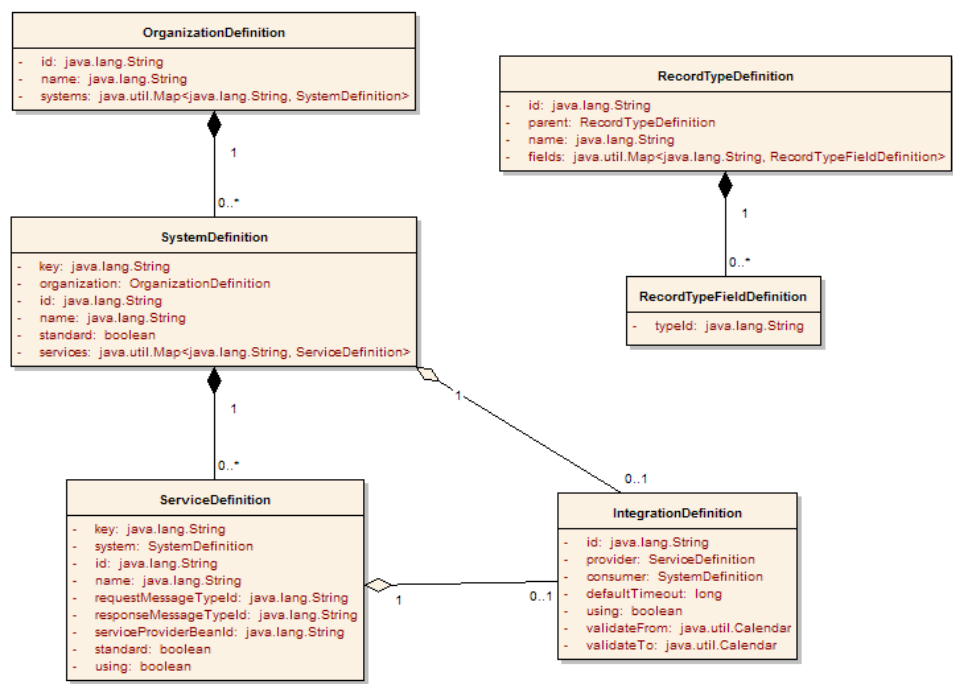 OrganizationDefinition
- id: java.lang.String
- name: java.lang.String
- systems: java.util.Map<java.lang.String, SystemDefinition>
1
0..*
SystemDefinition
- key: java.lang.String
- organization: OrganizationDefinition
- id: java.lang.String
- name: java.lang.String
- standard: boolean
- services: java.util.Map<java.lang.String, ServiceDefinition>
1
0..*
1
0..1
ServiceDefinition
- key: java.lang.String
- system: SystemDefinition
- id: java.lang.String
- name: java.lang.String
- requestMessageTypeId: java.lang.String
- responseMessageTypeId: java.lang.String
- serviceProviderBeanId: java.lang.String
- standard: boolean
- using: boolean
1
0..1
IntegrationDefinition
- id: java.lang.String
- provider: ServiceDefinition
- consumer: SystemDefinition
- defaultTimeout: long
- using: boolean
- validateFrom: java.util.Calendar
- validateTo: java.util.Calendar
RecordTypeDefinition
- id: java.lang.String
- parent: RecordTypeDefinition
- name: java.lang.String
- fields: java.util.Map<java.lang.String, RecordTypeFieldDefinition>
1
0..*
RecordTypeFieldDefinition
- typeId: java.lang.String